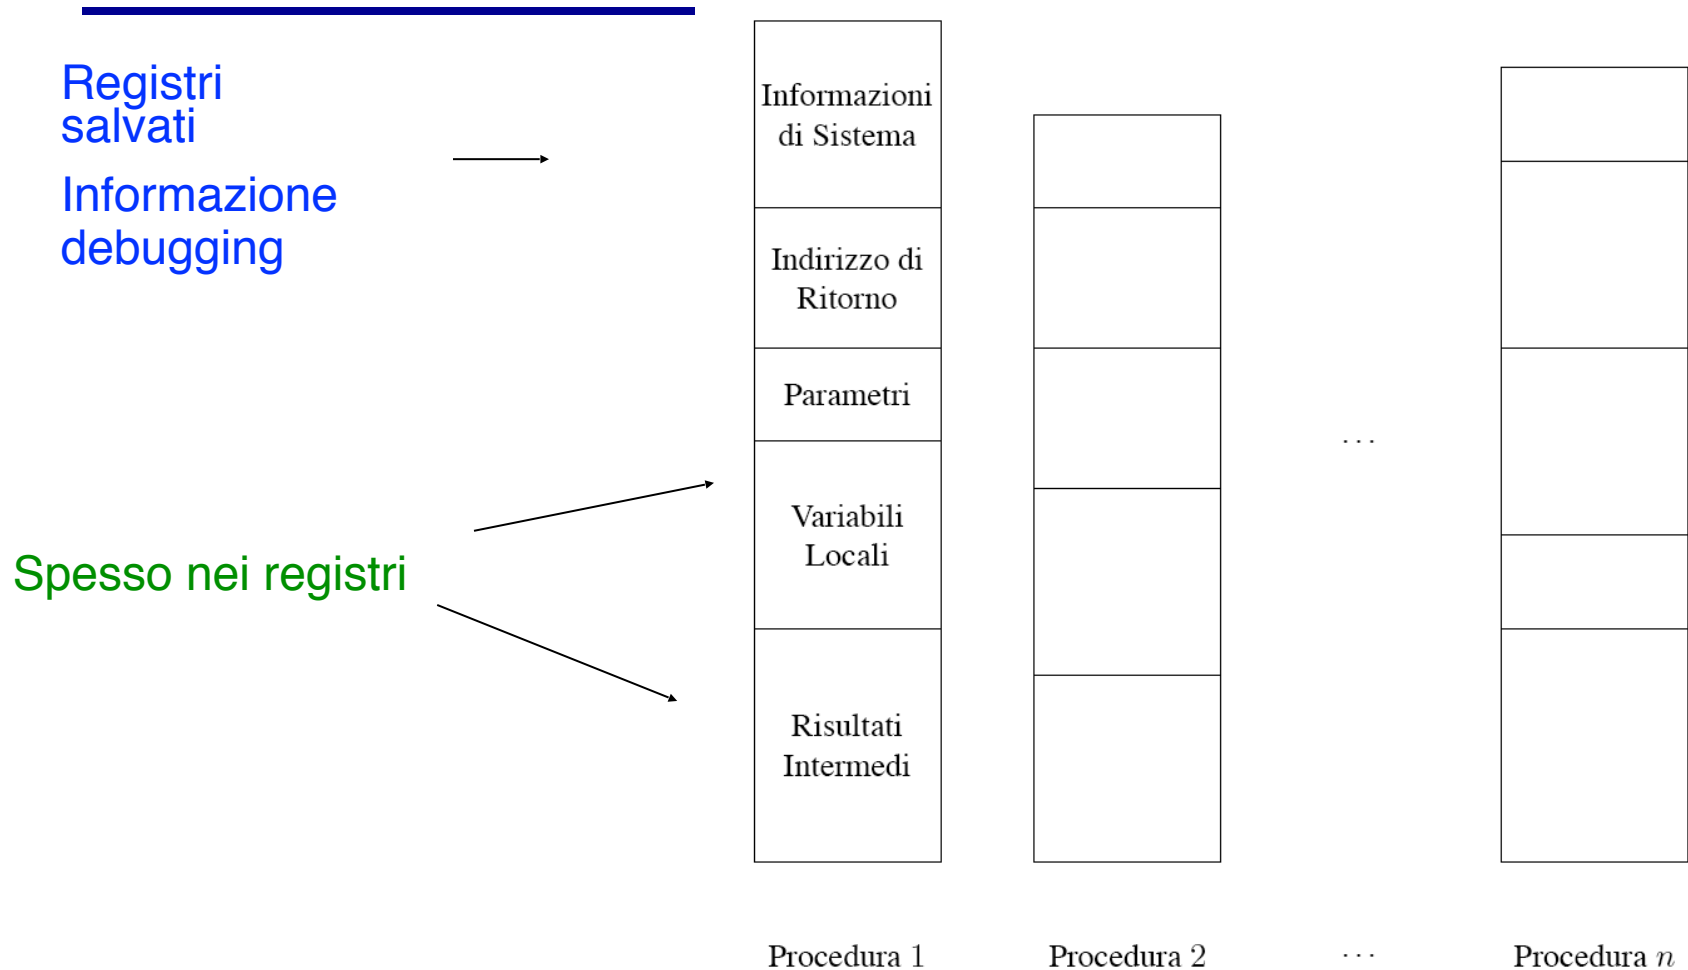 Registri
salvati
Informazione
debugging
Spesso nei registri
Informazioni
di Sistema
Indirizzo di
Ritorno
Parametri
Variabili
Locali
Risultati
Intermedi
...
Procedura 1
Procedura 2
...
Procedura n